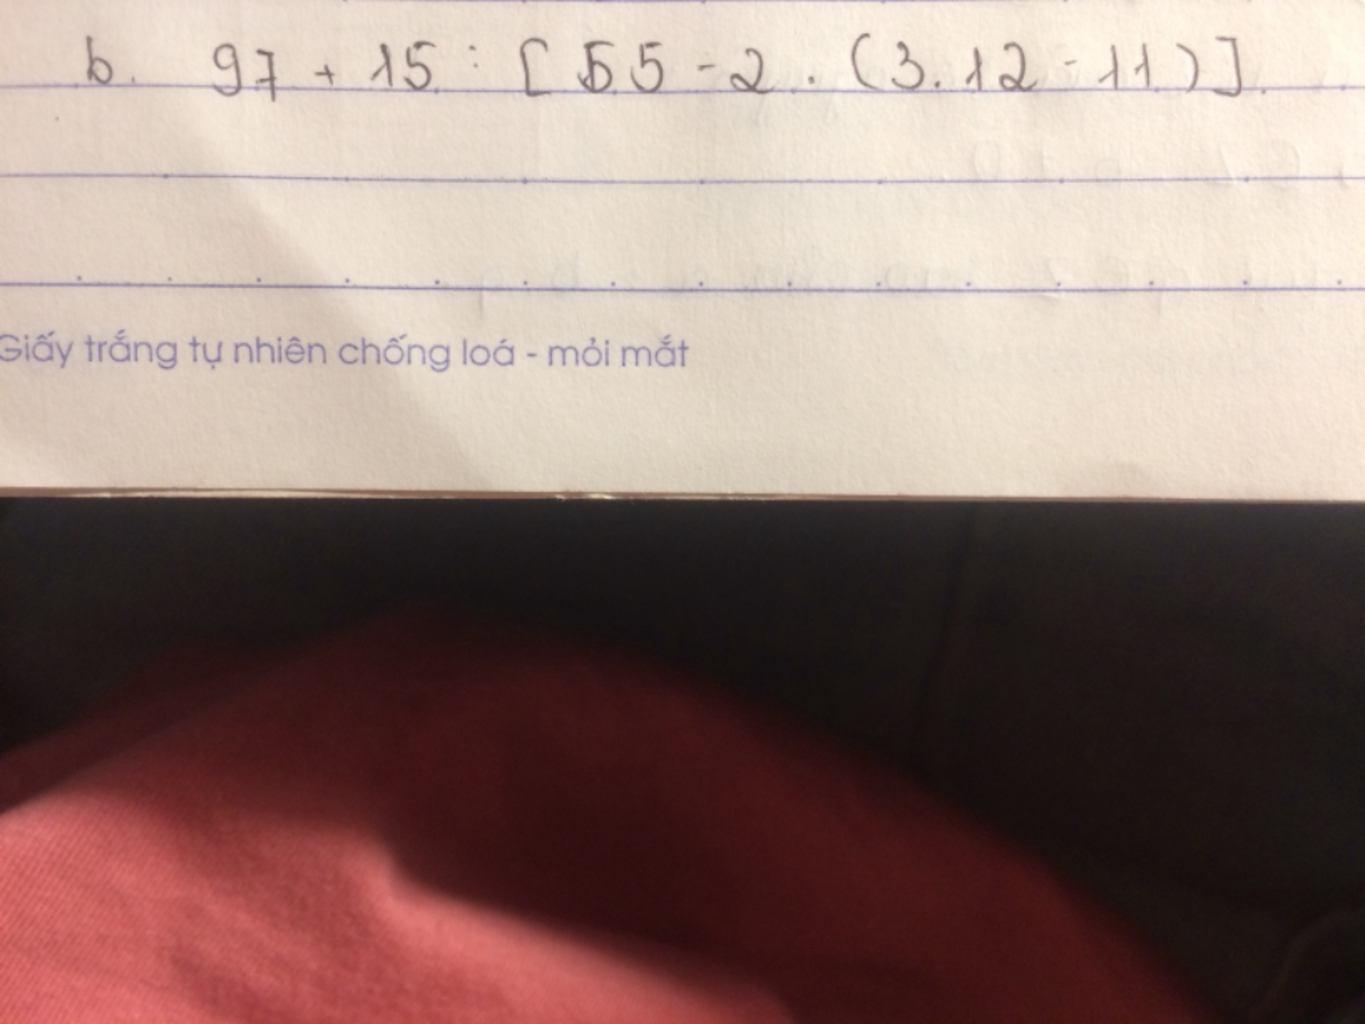 b. 97 + 15 : [55 - 2 . (3.12 - 11)]
Giấy trắng tự nhiên chống loá - mỏi mắt